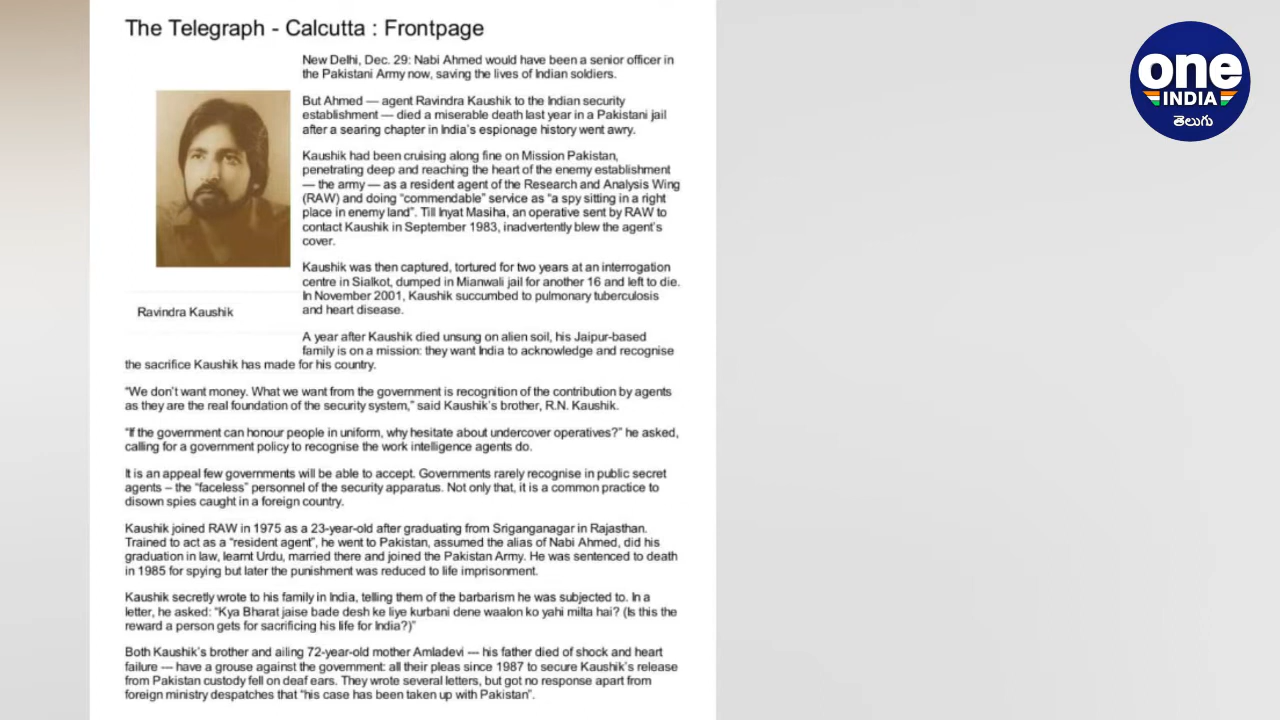 The Telegraph - Calcutta : Frontpage
one
INDIA
తెలుగు
New Delhi, Dec. 29: Nabi Ahmed would have been a senior officer in
the Pakistani Army now, saving the lives of Indian soldiers.
But Ahmed — agent Ravindra Kaushik to the Indian security
establishment — died a miserable death last year in a Pakistani jail
after a searing chapter in India's espionage history went awry.
Kaushik had been cruising along fine on Mission Pakistan,
penetrating deep and reaching the heart of the enemy establishment
— the army — as a resident agent of the Research and Analysis Wing
(RAW) and doing "commendable" service as "a spy sitting in a right
place in enemy land". Till Inyat Masiha, an operative sent by RAW to
contact Kaushik in September 1983, inadvertently blew the agent's
cover.
Kaushik was then captured, tortured for two years at an interrogation
centre in Sialkot, dumped in Mianwali jail for another 16 and left to die.
In November 2001, Kaushik succumbed to pulmonary tuberculosis
and heart disease.
Ravindra Kaushik
A year after Kaushik died unsung on alien soil, his Jaipur-based
family is on a mission: they want India to acknowledge and recognise
the sacrifice Kaushik has made for his country.
"We don't want money. What we want from the government is recognition of the contribution by agents
as they are the real foundation of the security system," said Kaushik's brother, R.N. Kaushik.
"If the government can honour people in uniform, why hesitate about undercover operatives?" he asked,
calling for a government policy to recognise the work intelligence agents do.
It is an appeal few governments will be able to accept. Governments rarely recognise in public secret
agents – the "faceless" personnel of the security apparatus. Not only that, it is a common practice to
disown spies caught in a foreign country.
Kaushik joined RAW in 1975 as a 23-year-old after graduating from Sriganganagar in Rajasthan.
Trained to act as a "resident agent", he went to Pakistan, assumed the alias of Nabi Ahmed, did his
graduation in law, learnt Urdu, married there and joined the Pakistan Army. He was sentenced to death
in 1985 for spying but later the punishment was reduced to life imprisonment.
Kaushik secretly wrote to his family in India, telling them of the barbarism he was subjected to. In a
letter, he asked: "Kya Bharat jaise bade desh ke liye kurbani dene waalon ko yahi milta hai? (Is this the
reward a person gets for sacrificing his life for India?)"
Both Kaushik's brother and ailing 72-year-old mother Amladevi --- his father died of shock and heart
failure --- have a grouse against the government: all their pleas since 1987 to secure Kaushik's release
from Pakistan custody fell on deaf ears. They wrote several letters, but got no response apart from
foreign ministry despatches that "his case has been taken up with Pakistan".